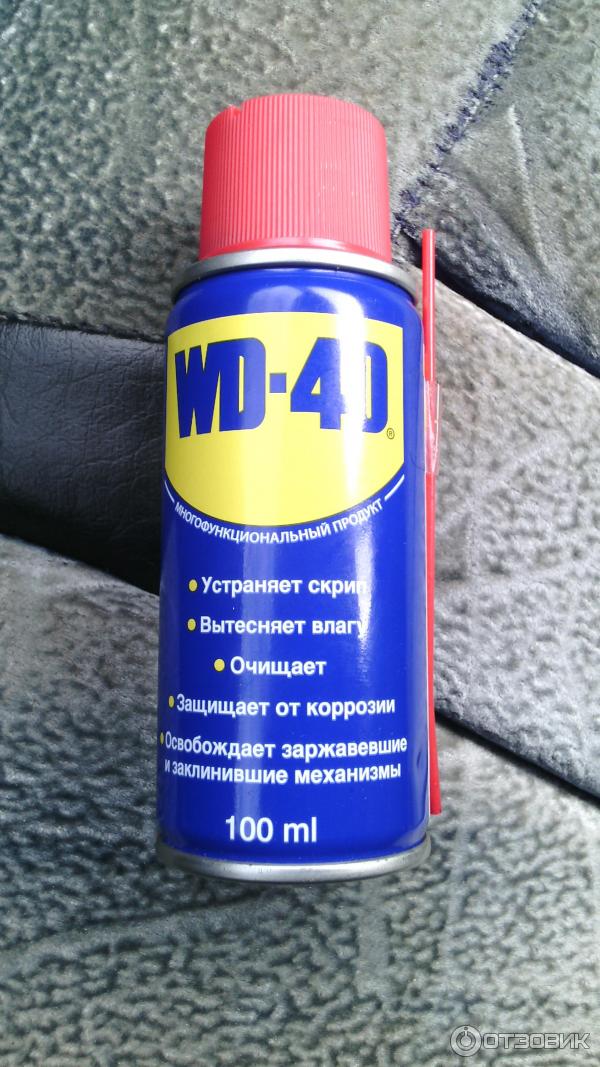 WD-40®
МНОГОФУНКЦИОНАЛЬНЫЙ ПРОДУКТ
• Устраняет скрип
• Вытесняет влагу
• Очищает
• Защищает от коррозии
• Освобождает заржавевшие
и заклинившие механизмы
100 ml
ОТЗОВИК